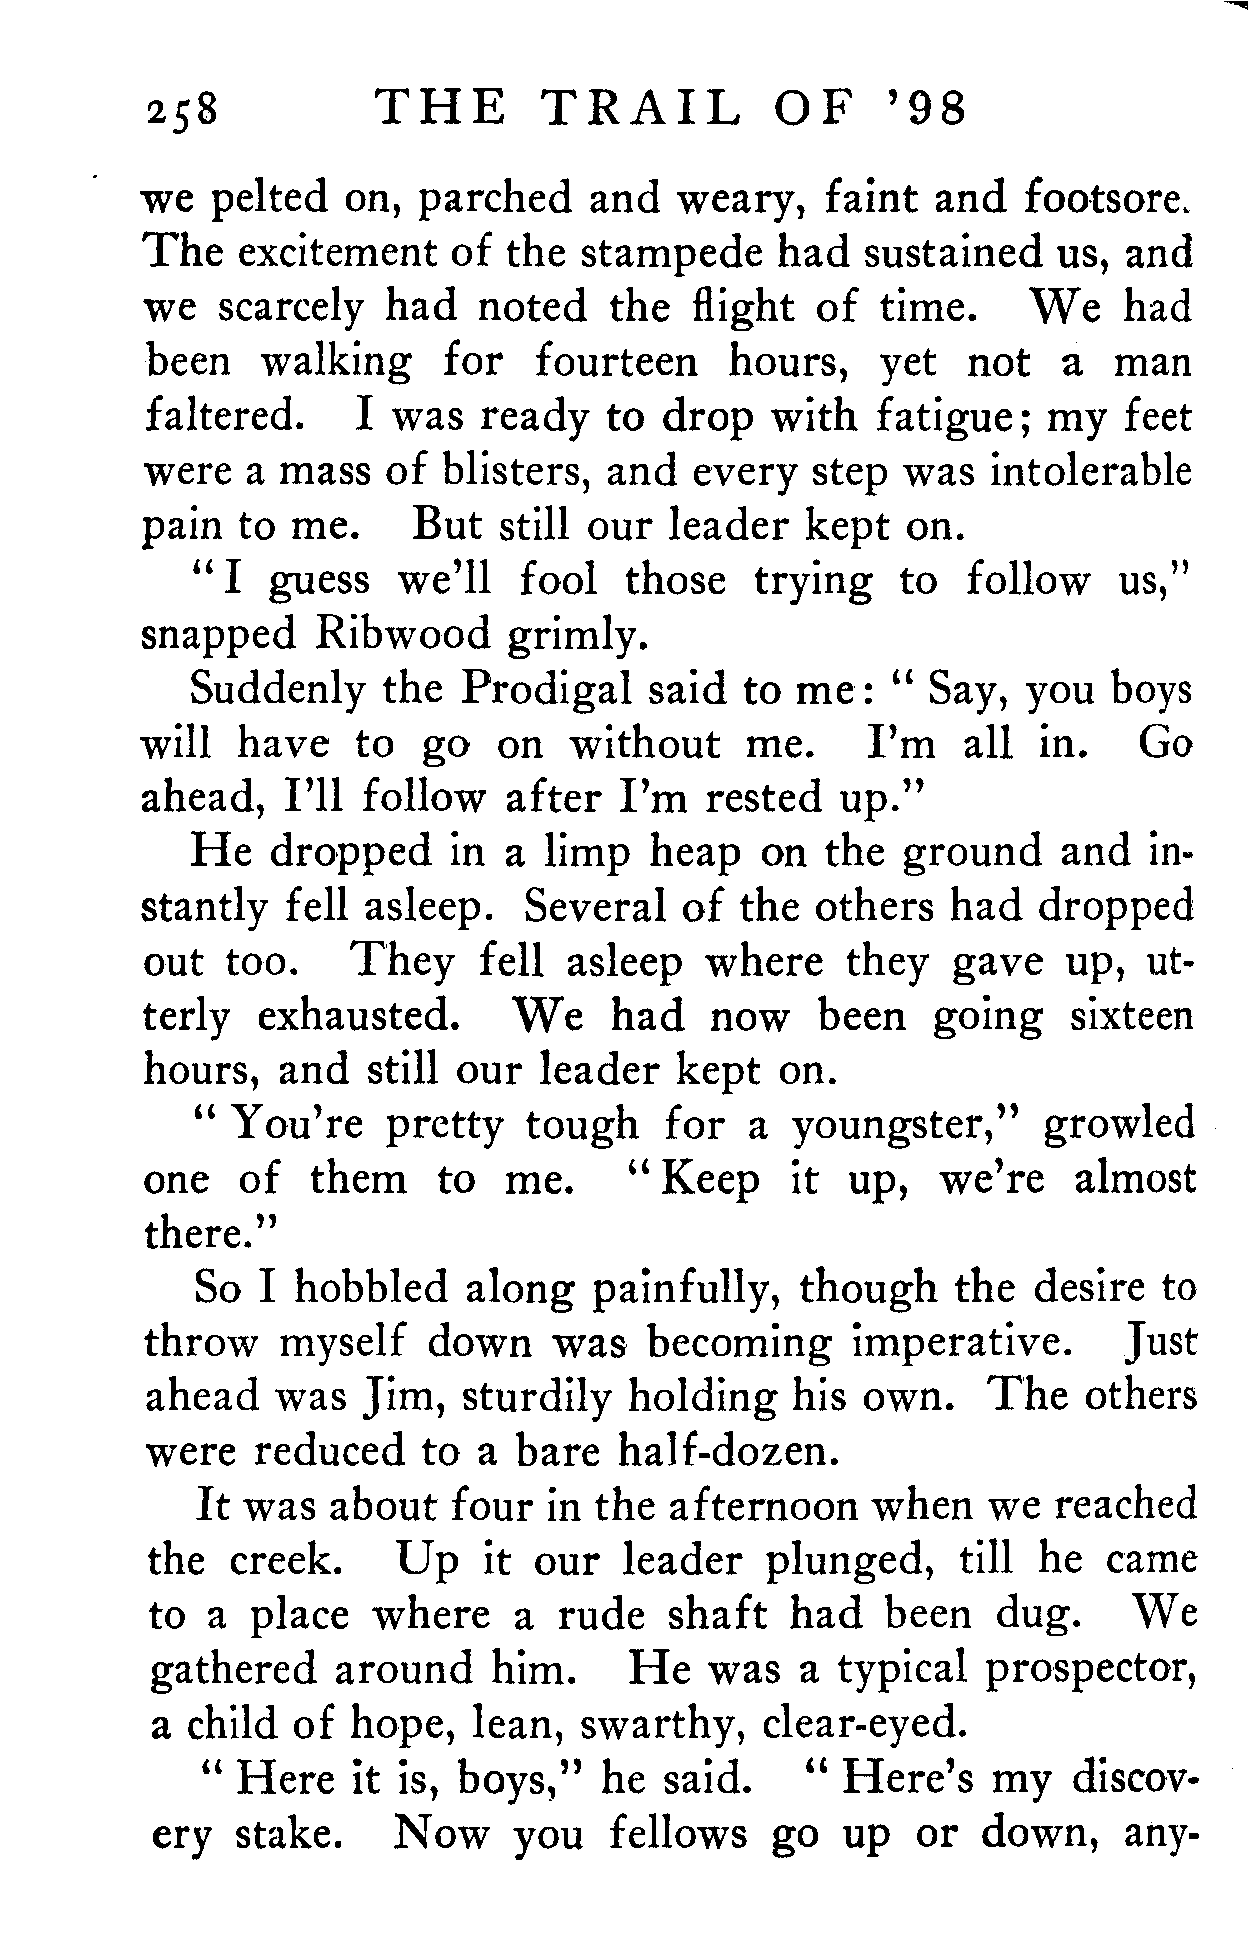 258 THE TRAIL OF '98
we pelted on, parched and weary, faint and footsore.
The excitement of the stampede had sustained us, and
we scarcely had noted the flight of time. We had
been walking for fourteen hours, yet not a man
faltered. I was ready to drop with fatigue; my feet
were a mass of blisters, and every step was intolerable
pain to me. But still our leader kept on.
"I guess we'll fool those trying to follow us,"
snapped Ribwood grimly.
Suddenly the Prodigal said to me: "Say, you boys
will have to go on without me. I'm all in. Go
ahead, I'll follow after I'm rested up."
He dropped in a limp heap on the ground and in-
stantly fell asleep. Several of the others had dropped
out too. They fell asleep where they gave up, ut-
terly exhausted. We had now been going sixteen
hours, and still our leader kept on.
"You're pretty tough for a youngster," growled
one of them to me. "Keep it up, we're almost
there."
So I hobbled along painfully, though the desire to
throw myself down was becoming imperative. Just
ahead was Jim, sturdily holding his own. The others
were reduced to a bare half-dozen.
It was about four in the afternoon when we reached
the creek. Up it our leader plunged, till he came
to a place where a rude shaft had been dug. We
gathered around him. He was a typical prospector,
a child of hope, lean, swarthy, clear-eyed.
"Here it is, boys," he said. "Here's my discov-
ery stake. Now you fellows go up or down, any-